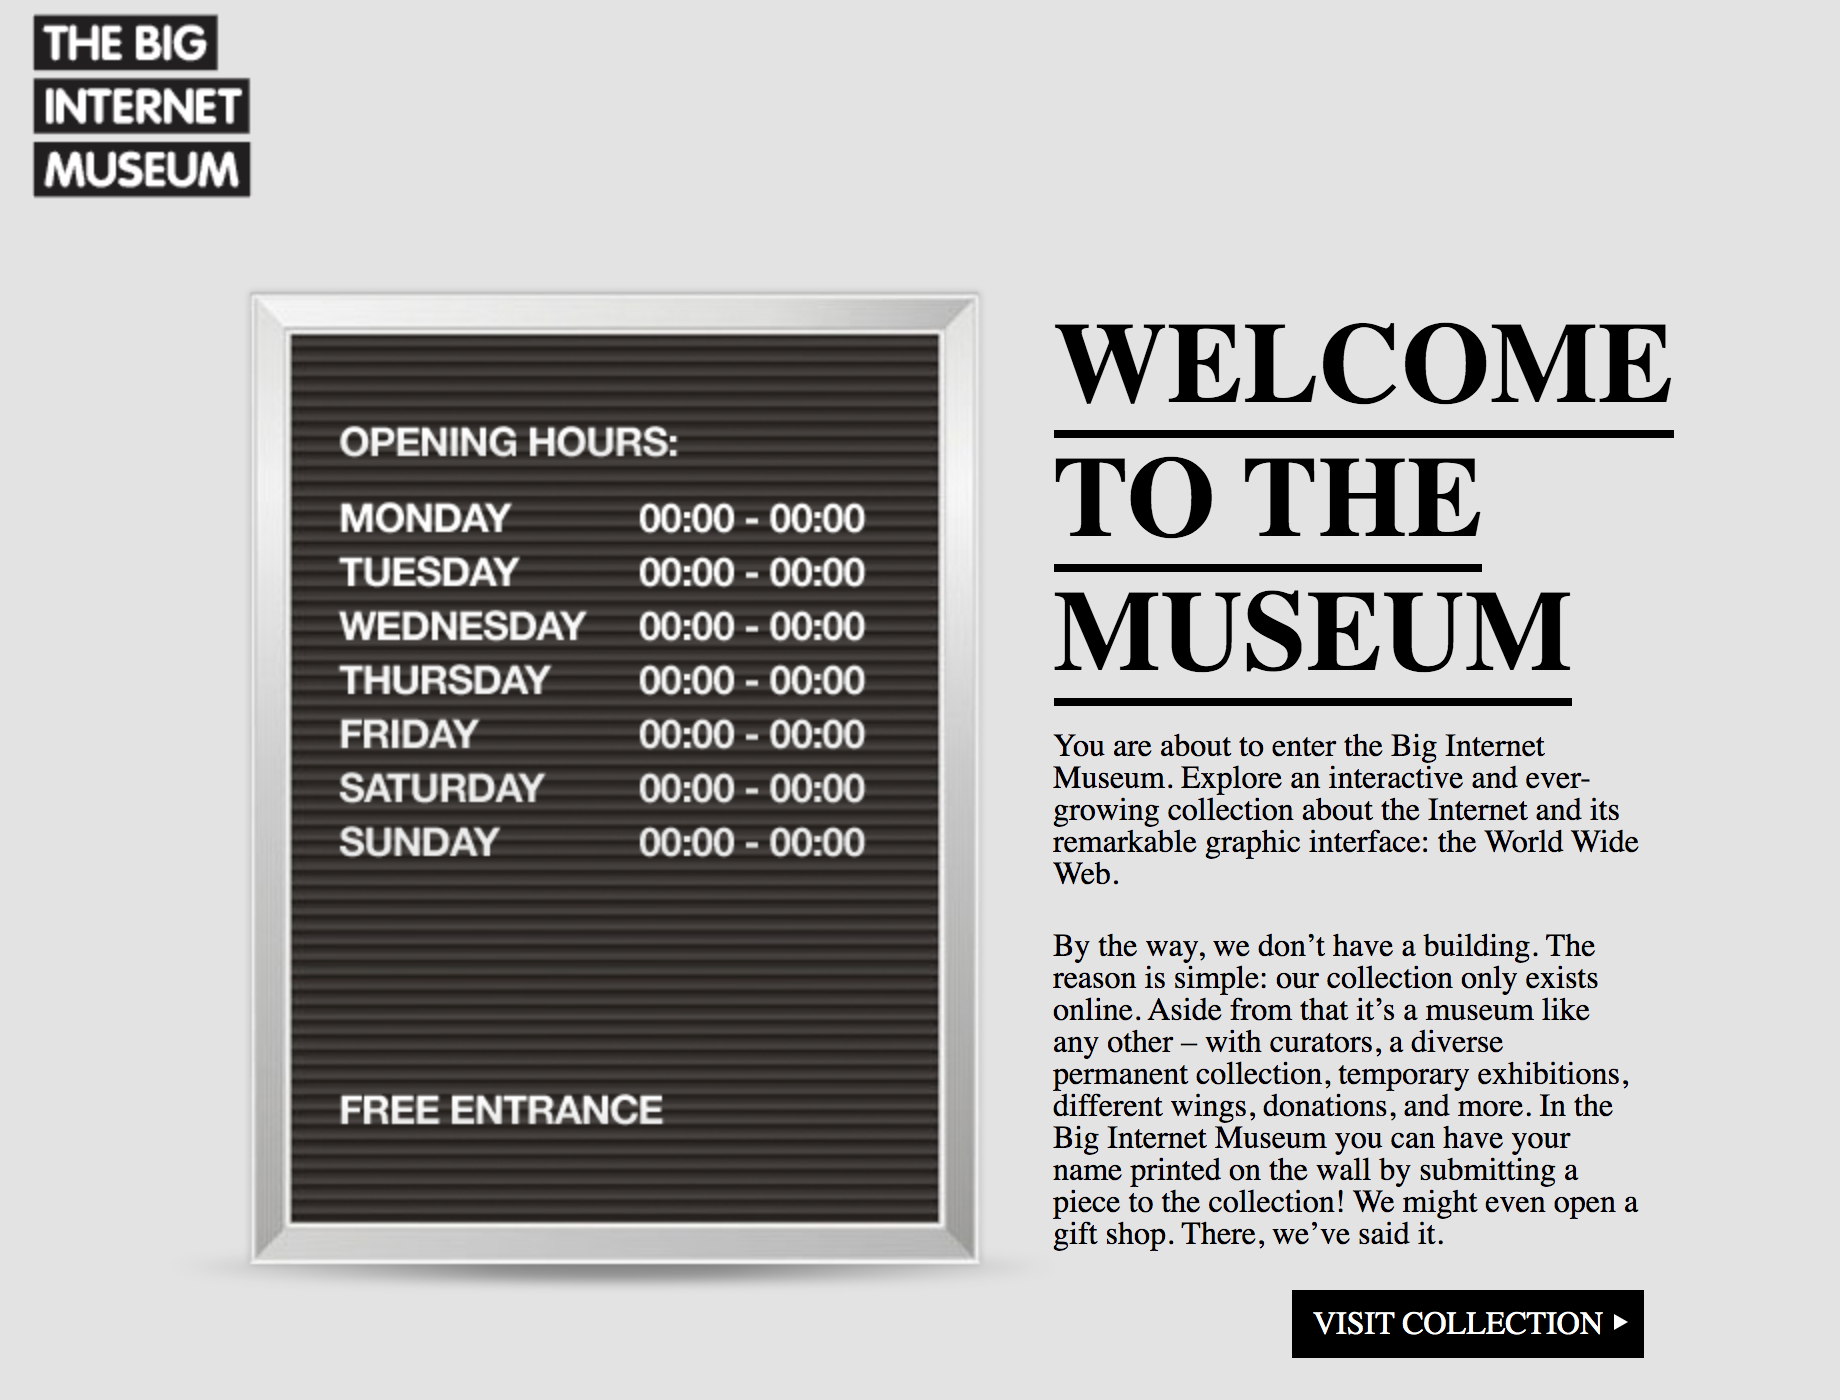 THE BIG
INTERNET
MUSEUM
OPENING HOURS:
MONDAY 00:00 - 00:00
TUESDAY 00:00 - 00:00
WEDNESDAY 00:00 - 00:00
THURSDAY 00:00 - 00:00
FRIDAY 00:00 - 00:00
SATURDAY 00:00 - 00:00
SUNDAY 00:00 - 00:00
FREE ENTRANCE
WELCOME
TO THE
MUSEUM
You are about to enter the Big Internet
Museum. Explore an interactive and ever-
growing collection about the Internet and its
remarkable graphic interface: the World Wide
Web.
By the way, we don’t have a building. The
reason is simple: our collection only exists
online. Aside from that it’s a museum like
any other – with curators, a diverse
permanent collection, temporary exhibitions,
different wings, donations, and more. In the
Big Internet Museum you can have your
name printed on the wall by submitting a
piece to the collection! We might even open a
gift shop. There, we’ve said it.
VISIT COLLECTION